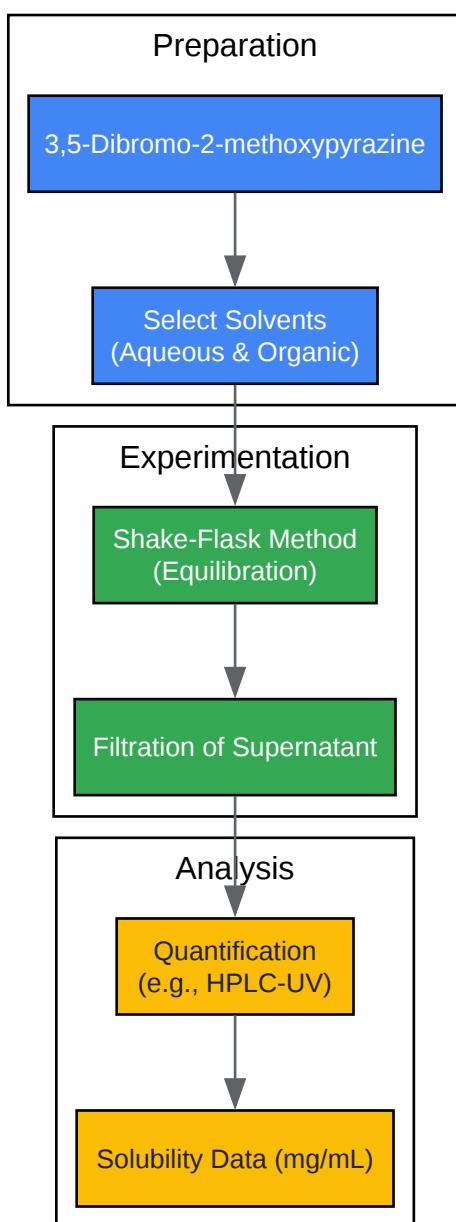 Preparation
3,5-Dibromo-2-methoxypyrazine
Select Solvents
(Aqueous & Organic)
Experimentation
Shake-Flask Method
(Equilibration)
Filtration of Supernatant
Analysis
Quantification
(e.g., HPLC-UV)
Solubility Data (mg/mL)